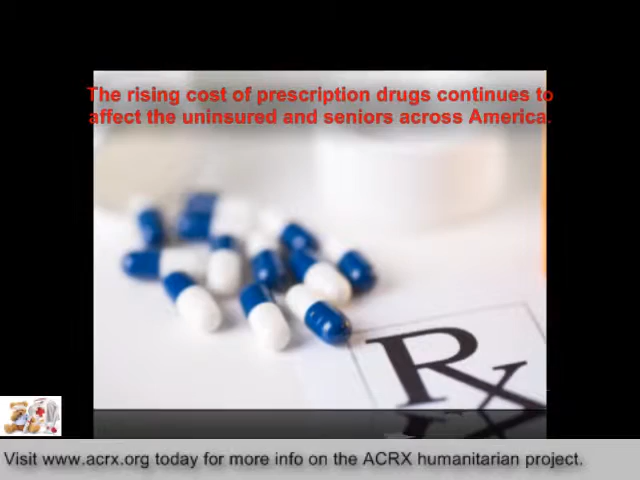 The rising cost of prescription drugs continues to
affect the uninsured and seniors across America.
Rx
Visit www.acrx.org today for more info on the ACRX humanitarian project.